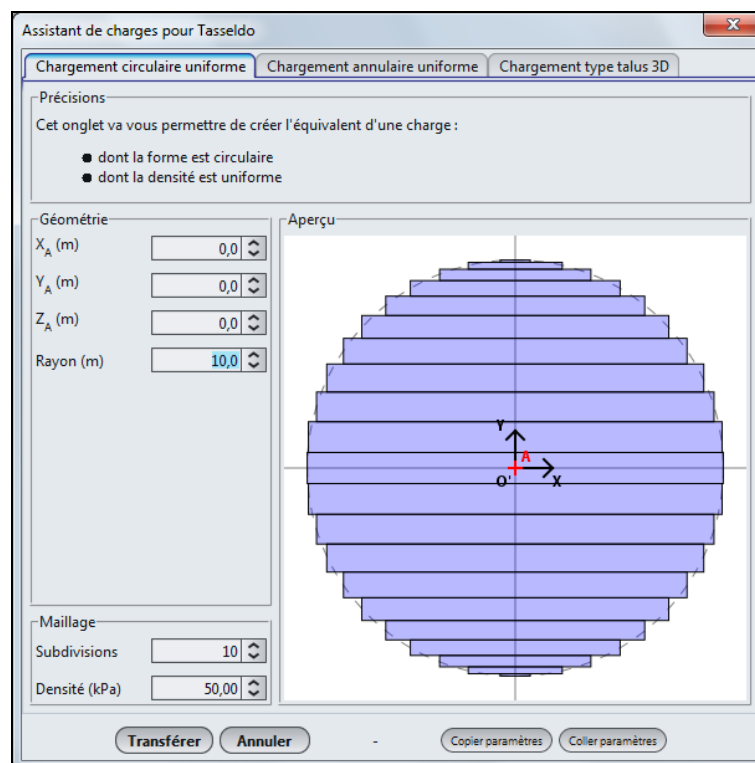 Assistant de charges pour Tasseldo
x
Chargement circulaire uniforme Chargement annulaire uniforme Chargement type talus 3D
Précisions
Cet onglet va vous permettre de créer l'équivalent d'une charge :
● dont la forme est circulaire
● dont la densité est uniforme
Géométrie
X_A (m) 0,0
Y_A (m) 0,0
Z_A (m) 0,0
Rayon (m) 10,0
Aperçu
Y
A
O' X
Maillage
Subdivisions 10
Densité (kPa) 50,00
Transférer Annuler - Copier paramètres Coller paramètres